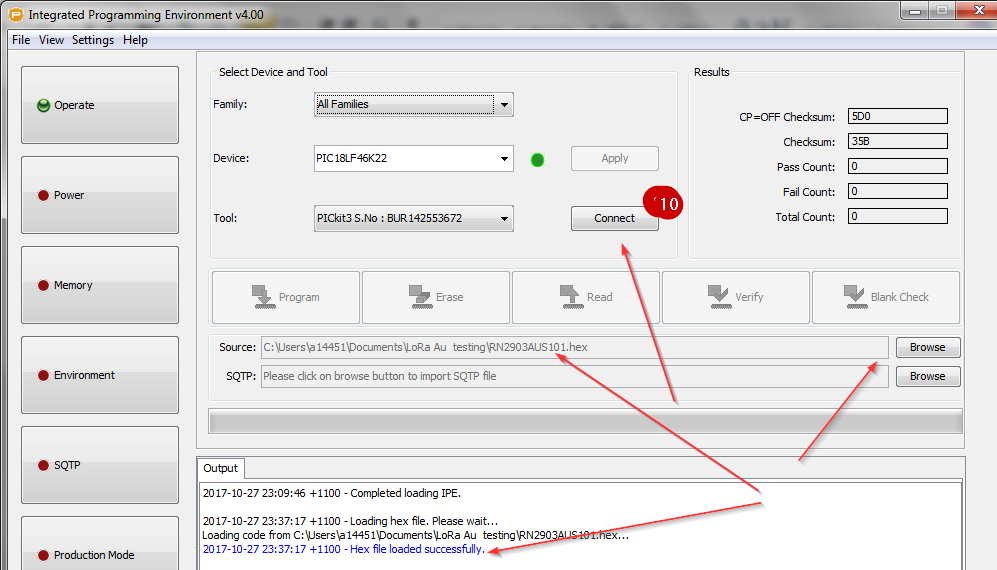 Integrated Programming Environment v4.00
File View Settings Help
Operate
Power
Memory
Environment
SQTP
Production Mode
Select Device and Tool
Family: All Families
Device: PIC18LF46K22 Apply
Tool: PICkit3 S.No : BUR142553672 Connect
10
Results
CP=OFF Checksum: 5D0
Checksum: 35B
Pass Count: 0
Fail Count: 0
Total Count: 0
Program Erase Read Verify Blank Check
Source: C:\Users\a14451\Documents\LoRa Au testing\RN2903AUS101.hex Browse
SQTP: Please click on browse button to import SQTP file Browse
Output
2017-10-27 23:09:46 +1100 - Completed loading IPE.
2017-10-27 23:37:17 +1100 - Loading hex file. Please wait...
Loading code from C:\Users\a14451\Documents\LoRa Au testing\RN2903AUS101.hex...
2017-10-27 23:37:17 +1100 - Hex file loaded successfully.